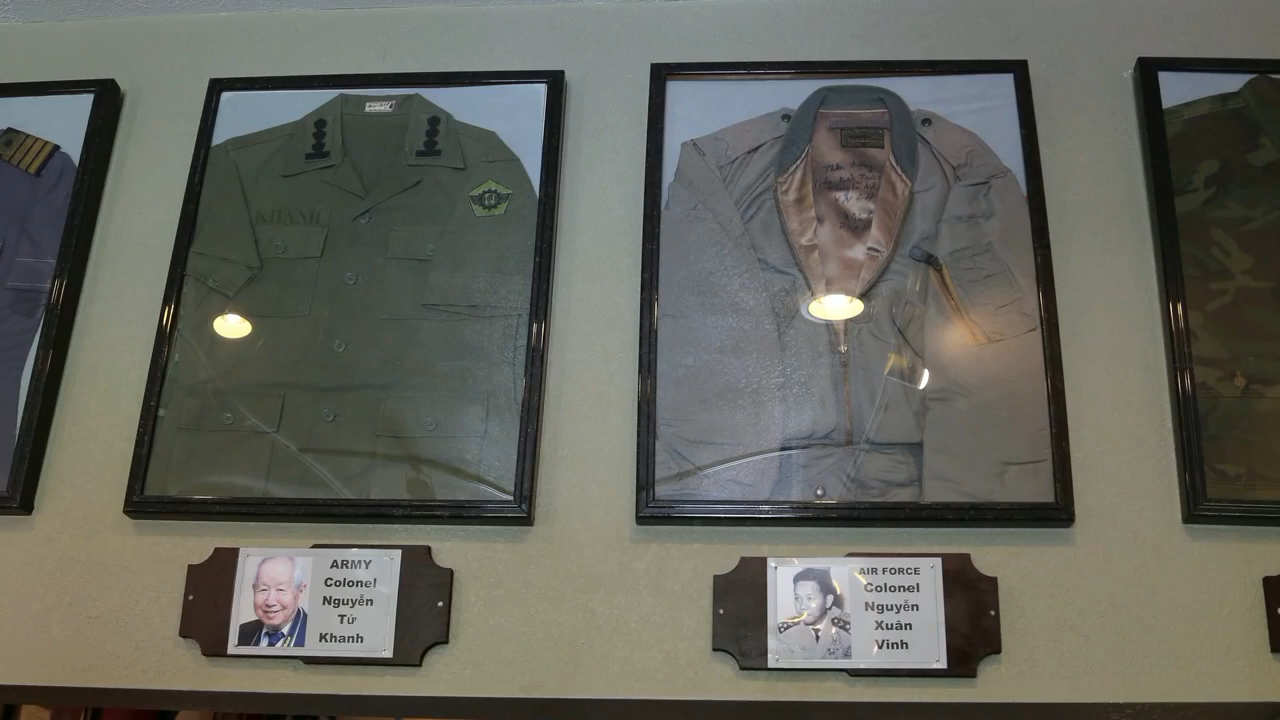 KHANH
ARMY
Colonel
Nguyễn
Tử
Khanh
AIR FORCE
Colonel
Nguyễn
Xuân
Vinh